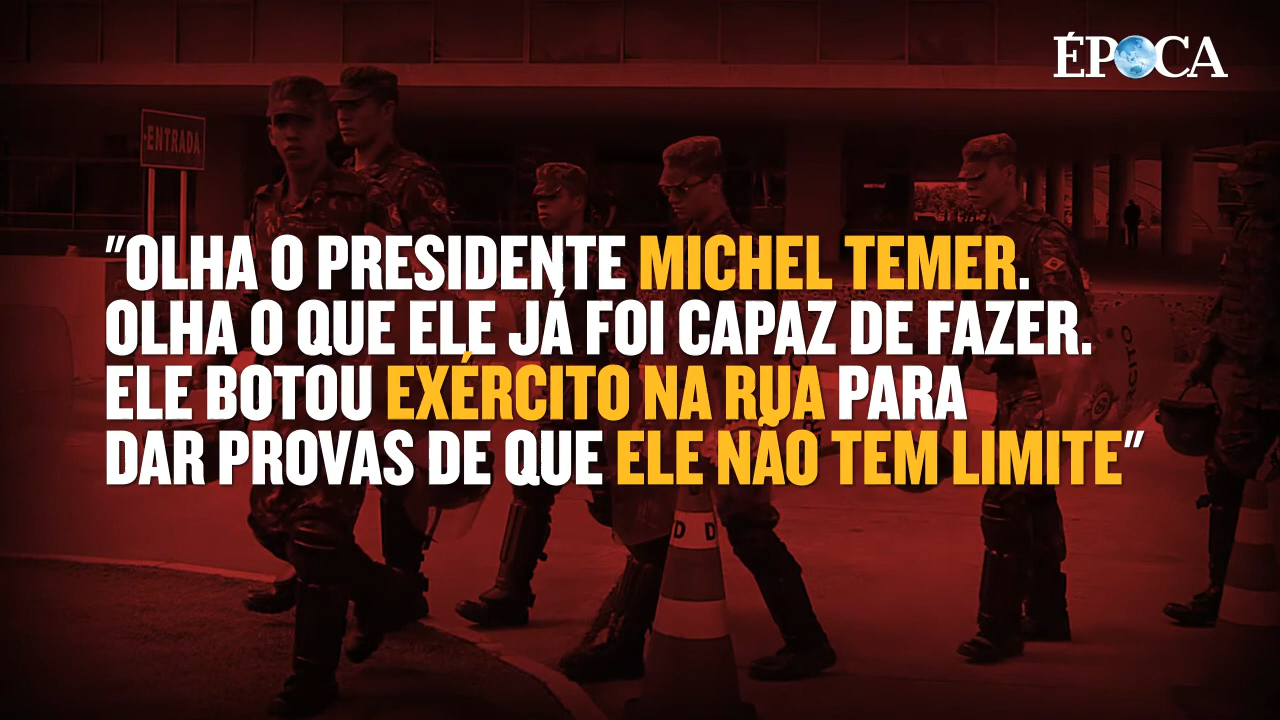 ÉPOCA
ENTRADA
"OLHA O PRESIDENTE MICHEL TEMER.
OLHA O QUE ELE JÁ FOI CAPAZ DE FAZER.
ELE BOTOU EXÉRCITO NA RUA PARA
DAR PROVAS DE QUE ELE NÃO TEM LIMITE"